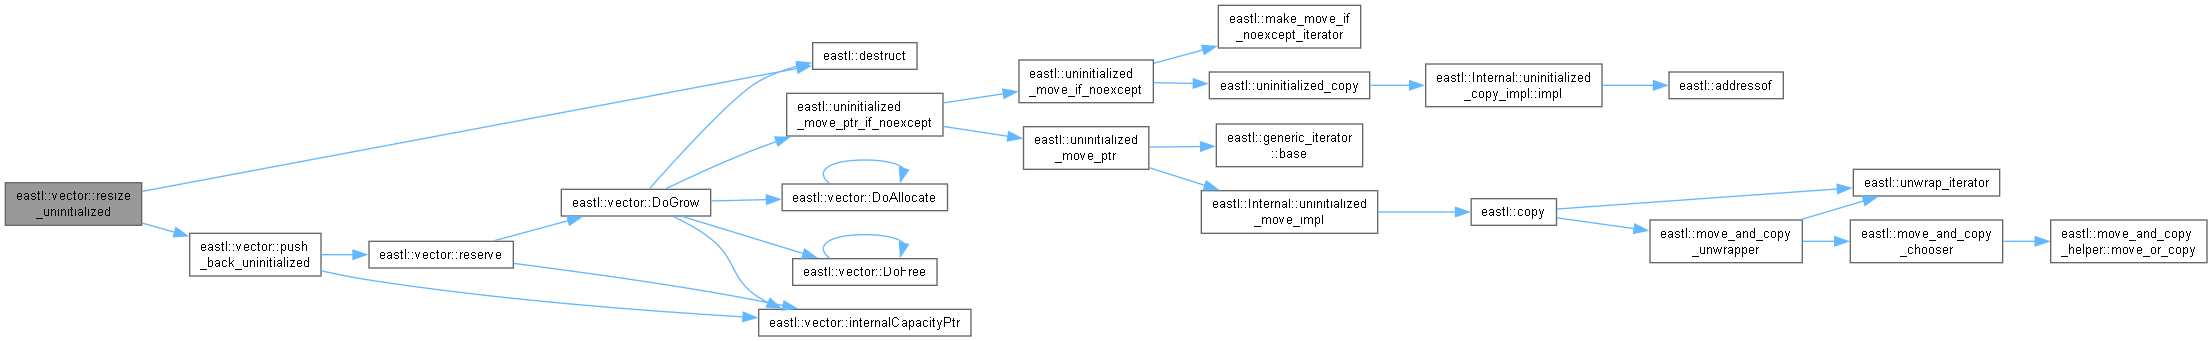 eastl::vector::resize
_uninitialized
eastl::destruct
eastl::vector::push
_back_uninitialized
eastl::vector::reserve
eastl::vector::DoGrow
eastl::uninitialized
_move_ptr_if_noexcept
eastl::vector::DoAllocate
eastl::vector::DoFree
eastl::vector::internalCapacityPtr
eastl::uninitialized
_move_if_noexcept
eastl::uninitialized
_move_ptr
eastl::make_move_if
_noexcept_iterator
eastl::uninitialized_copy
eastl::generic_iterator
::base
eastl::Internal::uninitialized
_move_impl
eastl::Internal::uninitialized
_copy_impl::impl
eastl::addressof
eastl::copy
eastl::unwrap_iterator
eastl::move_and_copy
_unwrapper
eastl::move_and_copy
_chooser
eastl::move_and_copy
_helper::move_or_copy